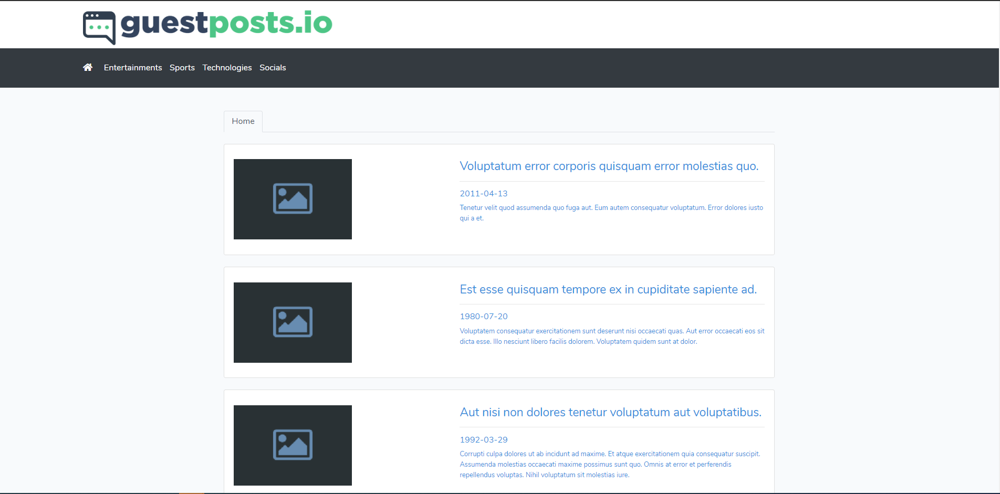 guestposts.io
Entertainments Sports Technologies Socials
Home
Voluptatum error corporis quisquam error molestias quo.
2011-04-13
Tenetur velit quod assumenda quo fuga aut. Eum autem consequatur voluptatum. Error dolores iusto
qui a et.
Est esse quisquam tempore ex in cupiditate sapiente ad.
1980-07-20
Voluptatem consequatur exercitationem sunt deserunt nisi occaecati quas. Aut error occaecati eos sit
dicta esse. Illo nesciunt libero facilis dolorem. Voluptatem quidem sunt at dolor.
Aut nisi non dolores tenetur voluptatum aut voluptatibus.
1992-03-29
Corrupti culpa dolores ut ab incidunt ad maxime. Et atque exercitationem quia consequatur suscipit.
Assumenda molestias occaecati maxime possimus sunt quo. Omnis at error et perferendis
repellendus voluptas. Nihil voluptatum sit molestias iure.